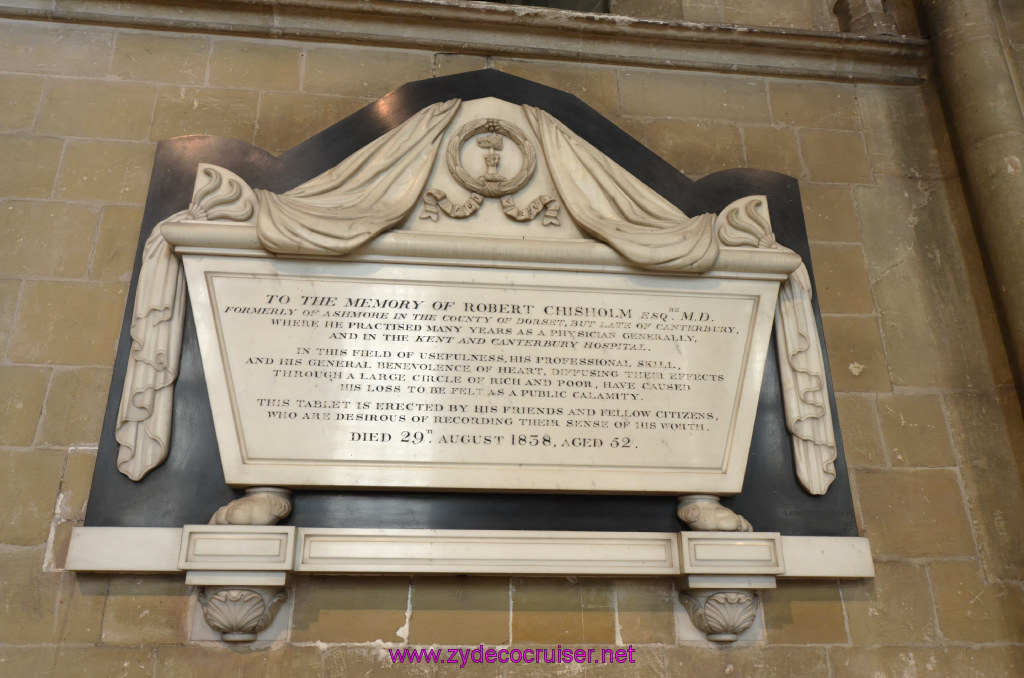 TO THE MEMORY OF ROBERT CHISHOLM ESQ.RE M.D.
FORMERLY OF ASHMORE IN THE COUNTY OF DORSET, BUT LATE OF CANTERBURY,
WHERE HE PRACTISED MANY YEARS AS A PHYSICIAN GENERALLY,
AND IN THE KENT AND CANTERBURY HOSPITAL.
IN THIS FIELD OF USEFULNESS, HIS PROFESSIONAL SKILL,
AND HIS GENERAL BENEVOLENCE OF HEART, DIFFUSING THEIR EFFECTS
THROUGH A LARGE CIRCLE OF RICH AND POOR, HAVE CAUSED
HIS LOSS TO BE FELT AS A PUBLIC CALAMITY.
THIS TABLET IS ERECTED BY HIS FRIENDS AND FELLOW CITIZENS,
WHO ARE DESIROUS OF RECORDING THEIR SENSE OF HIS WORTH.
DIED 29.TH AUGUST 1838, AGED 52.
www.zydecocruiser.net